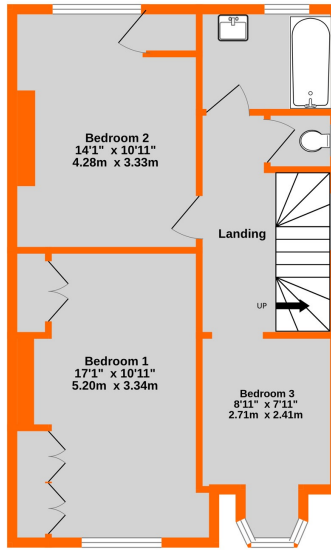 Bedroom 2
14'1" x 10'11"
4.28m x 3.33m
Landing
UP
Bedroom 1
17'1" x 10'11"
5.20m x 3.34m
Bedroom 3
8'11" x 7'11"
2.71m x 2.41m